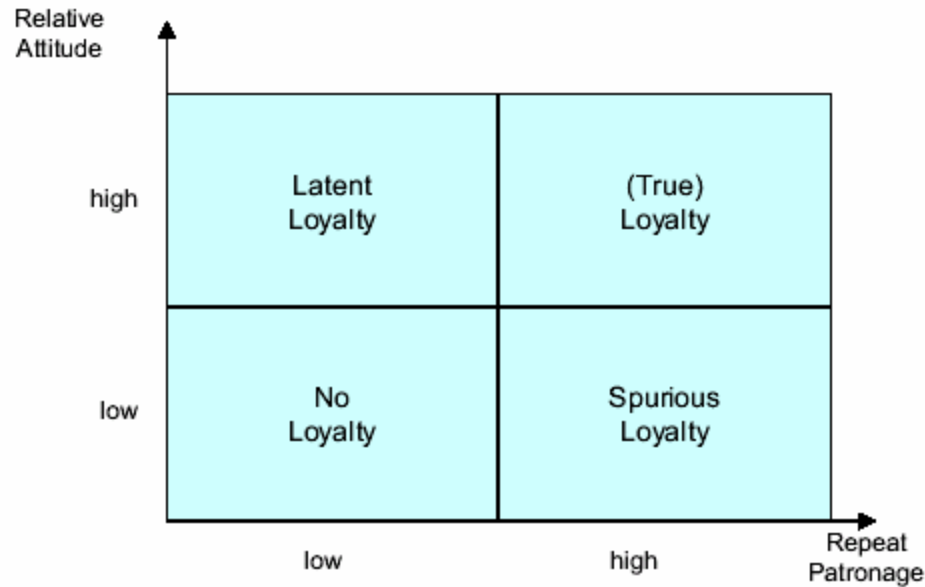 Relative
Attitude
high
Latent
Loyalty
(True)
Loyalty
low
No
Loyalty
Spurious
Loyalty
low
high
Repeat
Patronage